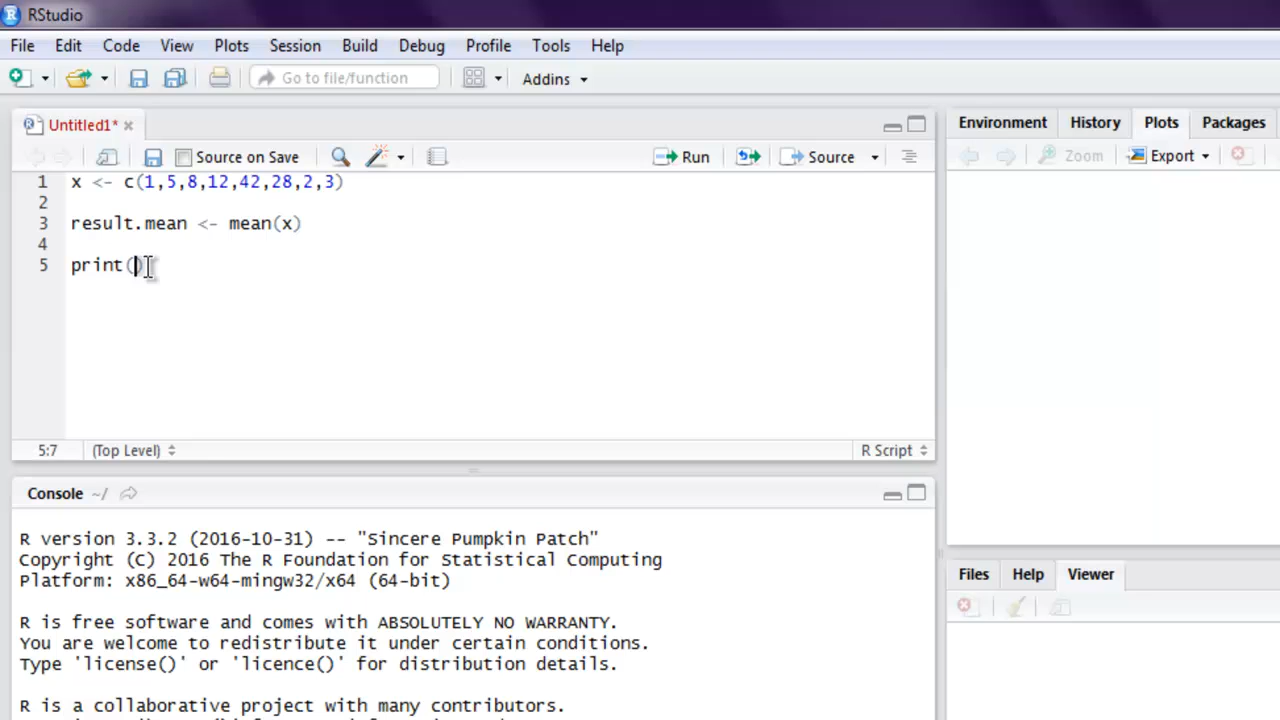 RStudio
File Edit Code View Plots Session Build Debug Profile Tools Help
Go to file/function Addins
Untitled1*
Source on Save Run Source
1 x <- c(1,5,8,12,42,28,2,3)
2
3 result.mean <- mean(x)
4
5 print()
5:7 (Top Level) R Script
Console ~/
R version 3.3.2 (2016-10-31) -- "Sincere Pumpkin Patch"
Copyright (C) 2016 The R Foundation for Statistical Computing
Platform: x86_64-w64-mingw32/x64 (64-bit)
R is free software and comes with ABSOLUTELY NO WARRANTY.
You are welcome to redistribute it under certain conditions.
Type 'license()' or 'licence()' for distribution details.
R is a collaborative project with many contributors.
Environment History Plots Packages
Zoom Export
Files Help Viewer